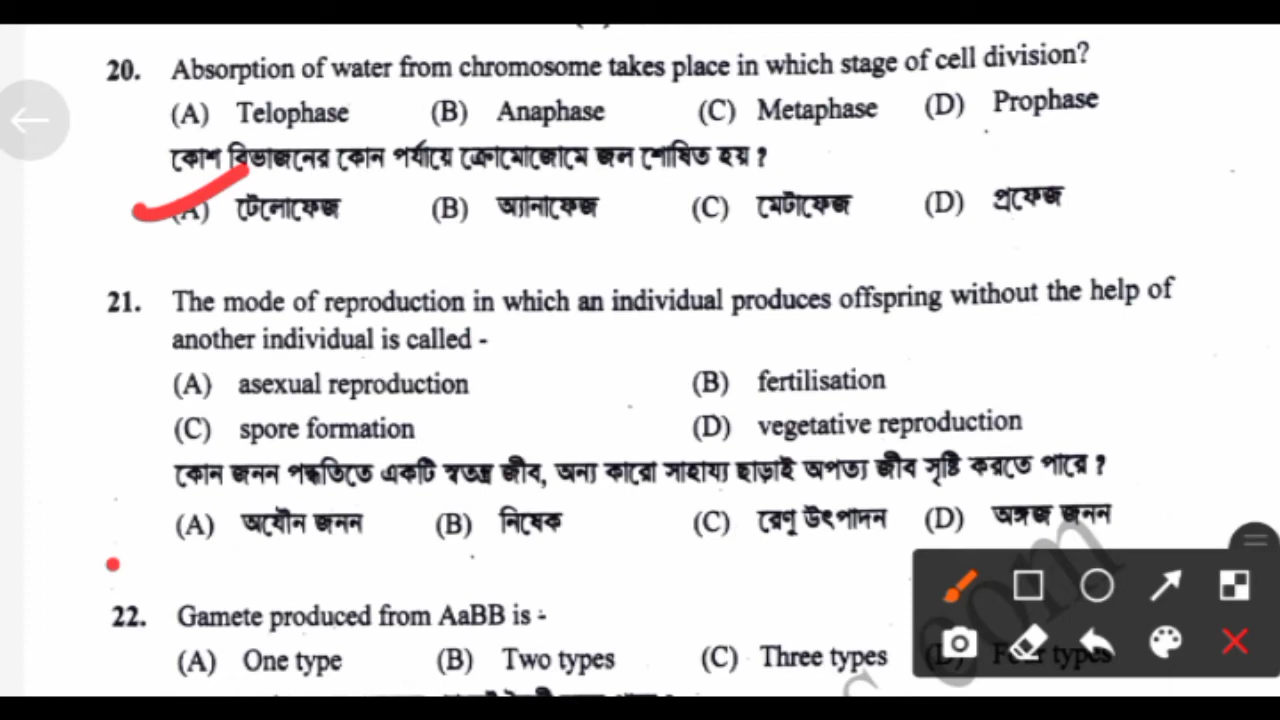 20. Absorption of water from chromosome takes place in which stage of cell division?
(A) Telophase (B) Anaphase (C) Metaphase (D) Prophase
কোশ বিভাজনের কোন পর্যায়ে ক্রোমোজোমে জল শোষিত হয় ?
(A) টেলোফেজ (B) অ্যানাফেজ (C) মেটাফেজ (D) প্রফেজ
21. The mode of reproduction in which an individual produces offspring without the help of
another individual is called -
(A) asexual reproduction (B) fertilisation
(C) spore formation (D) vegetative reproduction
কোন জনন পদ্ধতিতে একটি স্বতন্ত্র জীব, অন্য কারো সাহায্য ছাড়াই অপত্য জীব সৃষ্টি করতে পারে ?
(A) অযৌন জনন (B) নিষেক (C) রেণু উৎপাদন (D) অঙ্গজ জনন
22. Gamete produced from AaBB is :-
(A) One type (B) Two types (C) Three types (D) Four types
com